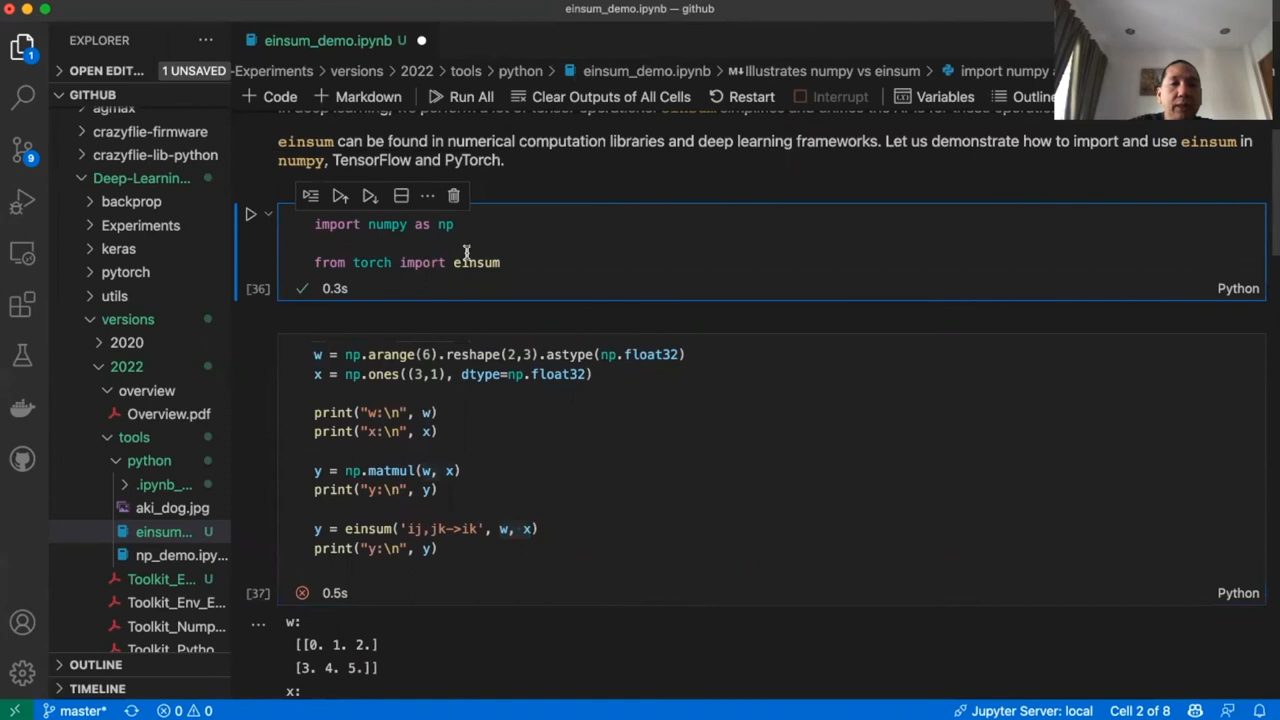 einsum_demo.ipynb — github
EXPLORER
einsum_demo.ipynb U
OPEN EDIT...
1 UNSAVED
-Experiments > versions > 2022 > tools > python > einsum_demo.ipynb > Illustrates numpy vs einsum > import numpy a
GITHUB
Code
Markdown
Run All
Clear Outputs of All Cells
Restart
Interrupt
Variables
Outline
agmax
crazyflie-firmware
crazyflie-lib-python
Deep-Learnin...
backprop
Experiments
keras
pytorch
utils
versions
2020
2022
overview
Overview.pdf
tools
python
.ipynb_...
aki_dog.jpg
einsum... U
np_demo.ipy...
Toolkit_E... U
Toolkit_Env_E...
Toolkit_Nump...
Toolkit_Pytho...
OUTLINE
TIMELINE
1
9
einsum can be found in numerical computation libraries and deep learning frameworks. Let us demonstrate how to import and use einsum in
numpy, TensorFlow and PyTorch.
import numpy as np
from torch import einsum
[36]
0.3s
Python
w = np.arange(6).reshape(2,3).astype(np.float32)
x = np.ones((3,1), dtype=np.float32)
print("w:\n", w)
print("x:\n", x)
y = np.matmul(w, x)
print("y:\n", y)
y = einsum('ij,jk->ik', w, x)
print("y:\n", y)
[37]
0.5s
Python
...
w:
[[0. 1. 2.]
[3. 4. 5.]]
x:
master*
0
0
Jupyter Server: local
Cell 2 of 8